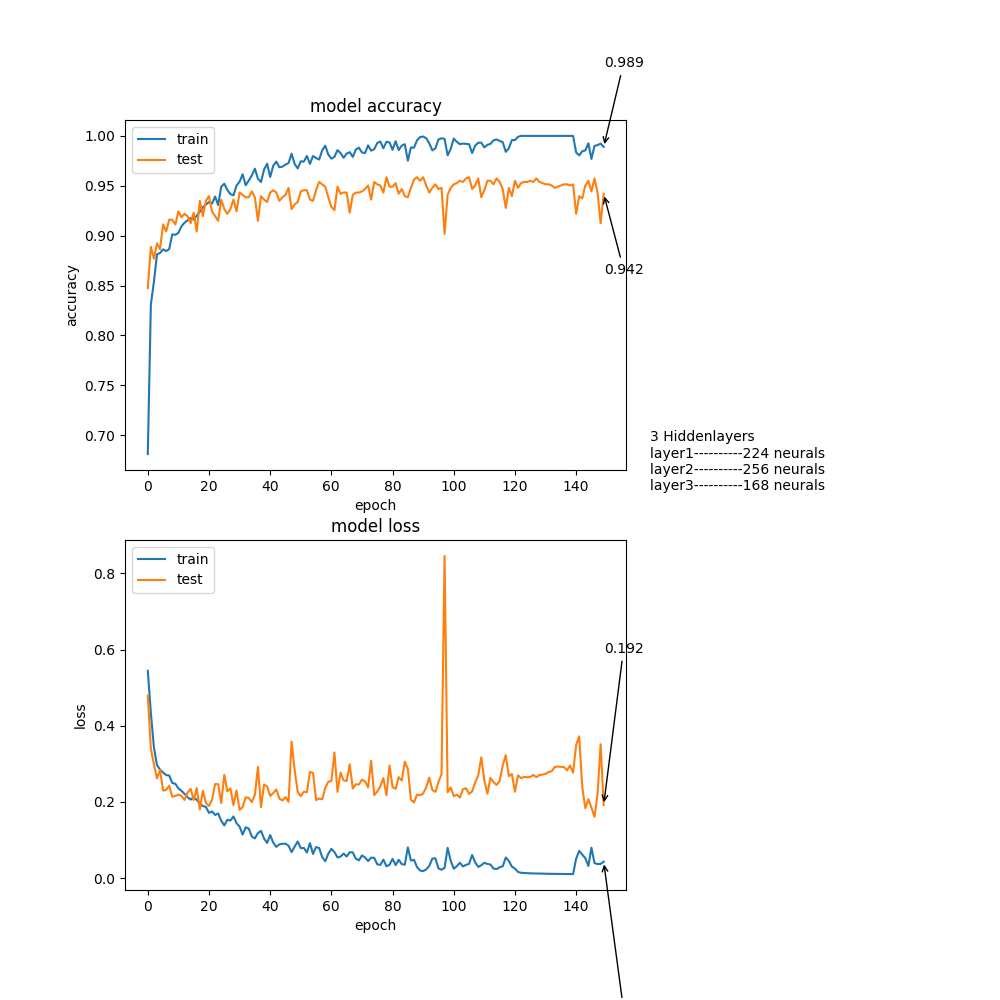 0.989
model accuracy
train
test
1.00
0.95
0.90
0.85
0.80
0.75
0.70
accuracy
0.942
0 20 40 60 80 100 120 140
epoch
3 Hiddenlayers
layer1----------224 neurals
layer2----------256 neurals
layer3----------168 neurals
model loss
train
test
0.8
0.6
0.4
0.2
0.0
loss
0.192
0 20 40 60 80 100 120 140
epoch